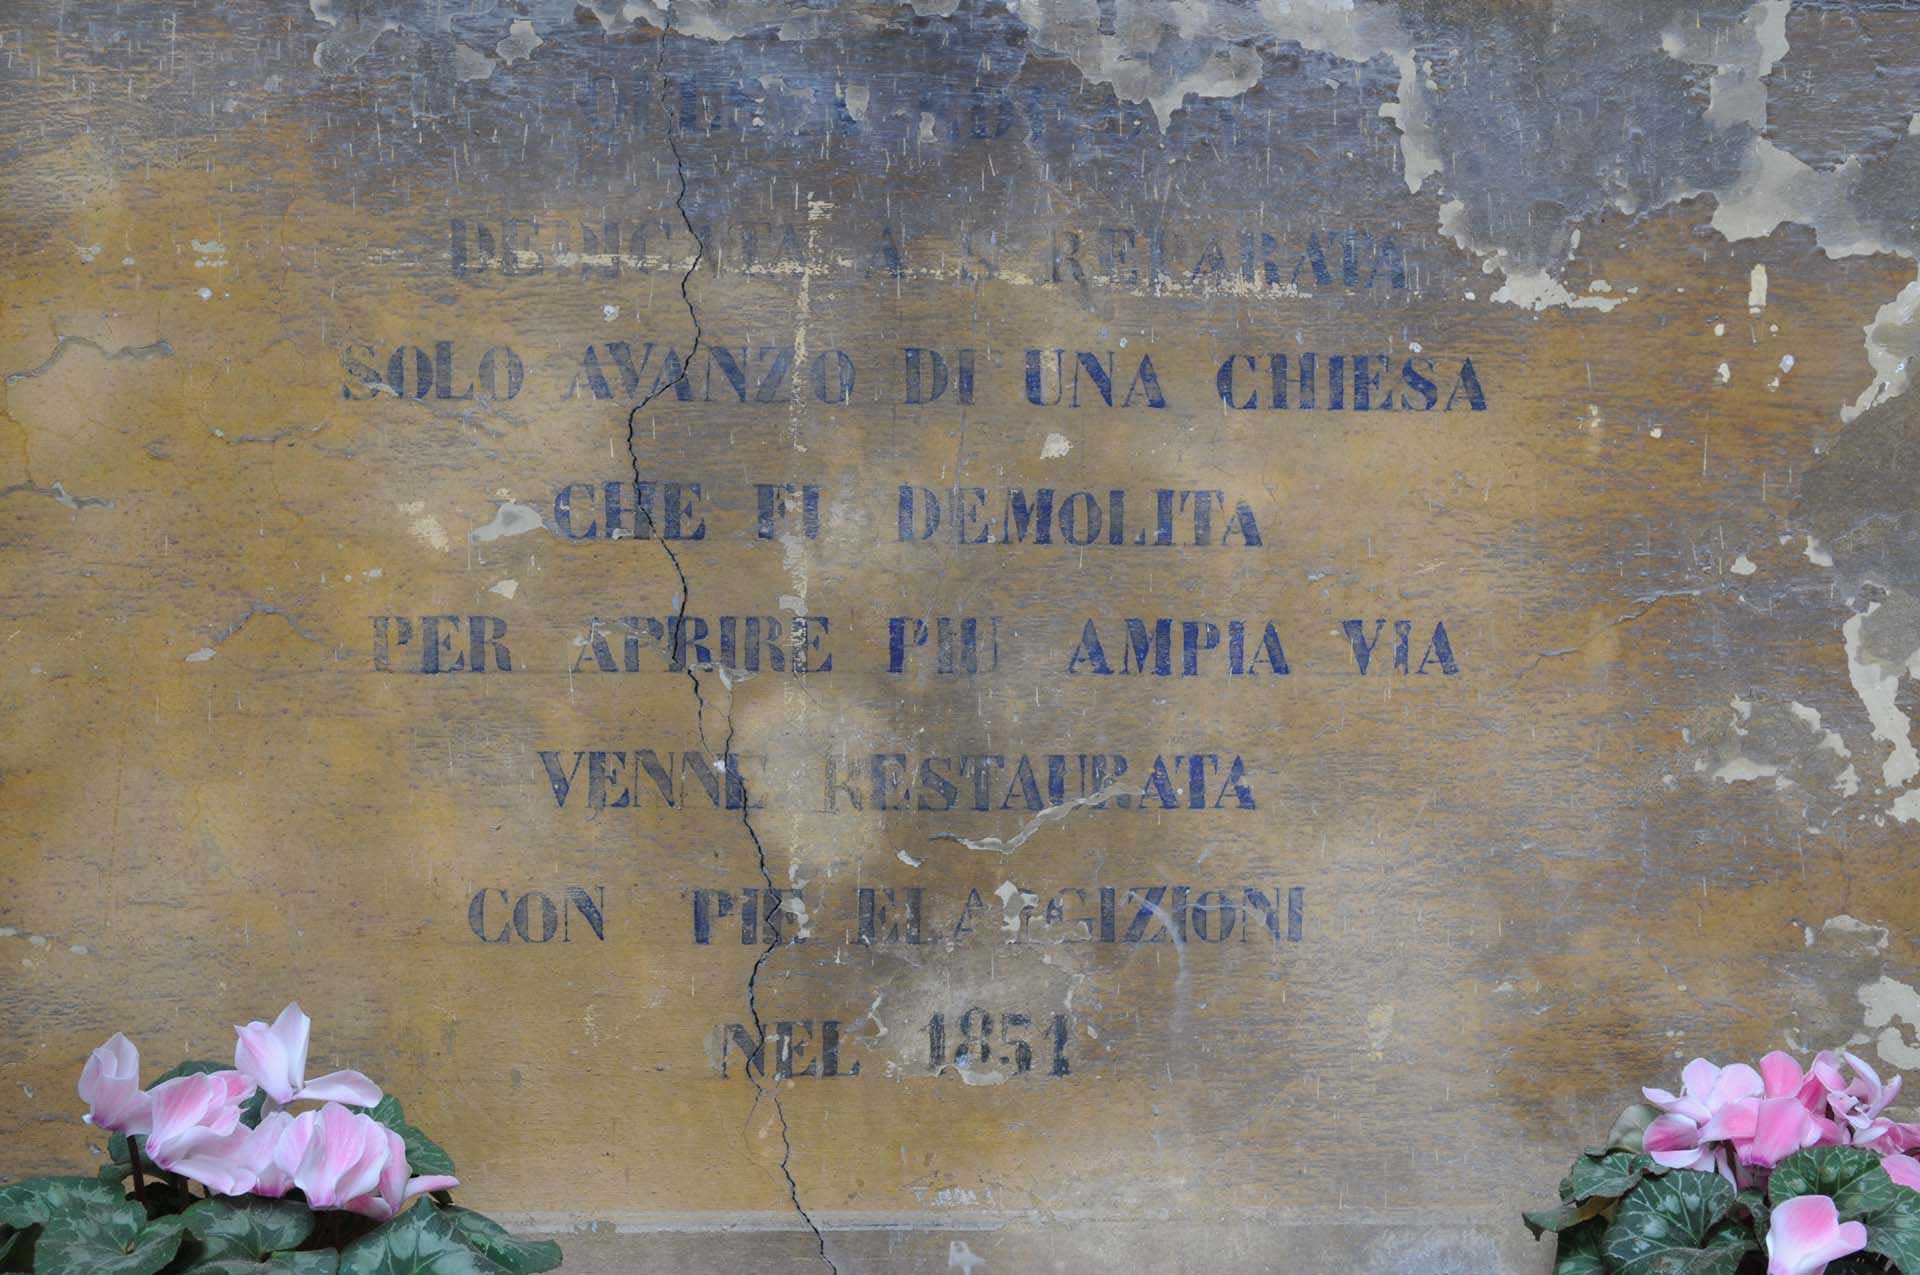 DEDICATA A S REPARATA
SOLO AVANZO DI UNA CHIESA
CHE FU DEMOLITA
PER APRIRE PIU AMPIA VIA
VENNE RESTAURATA
CON PIE ELARGIZIONI
NEL 1851